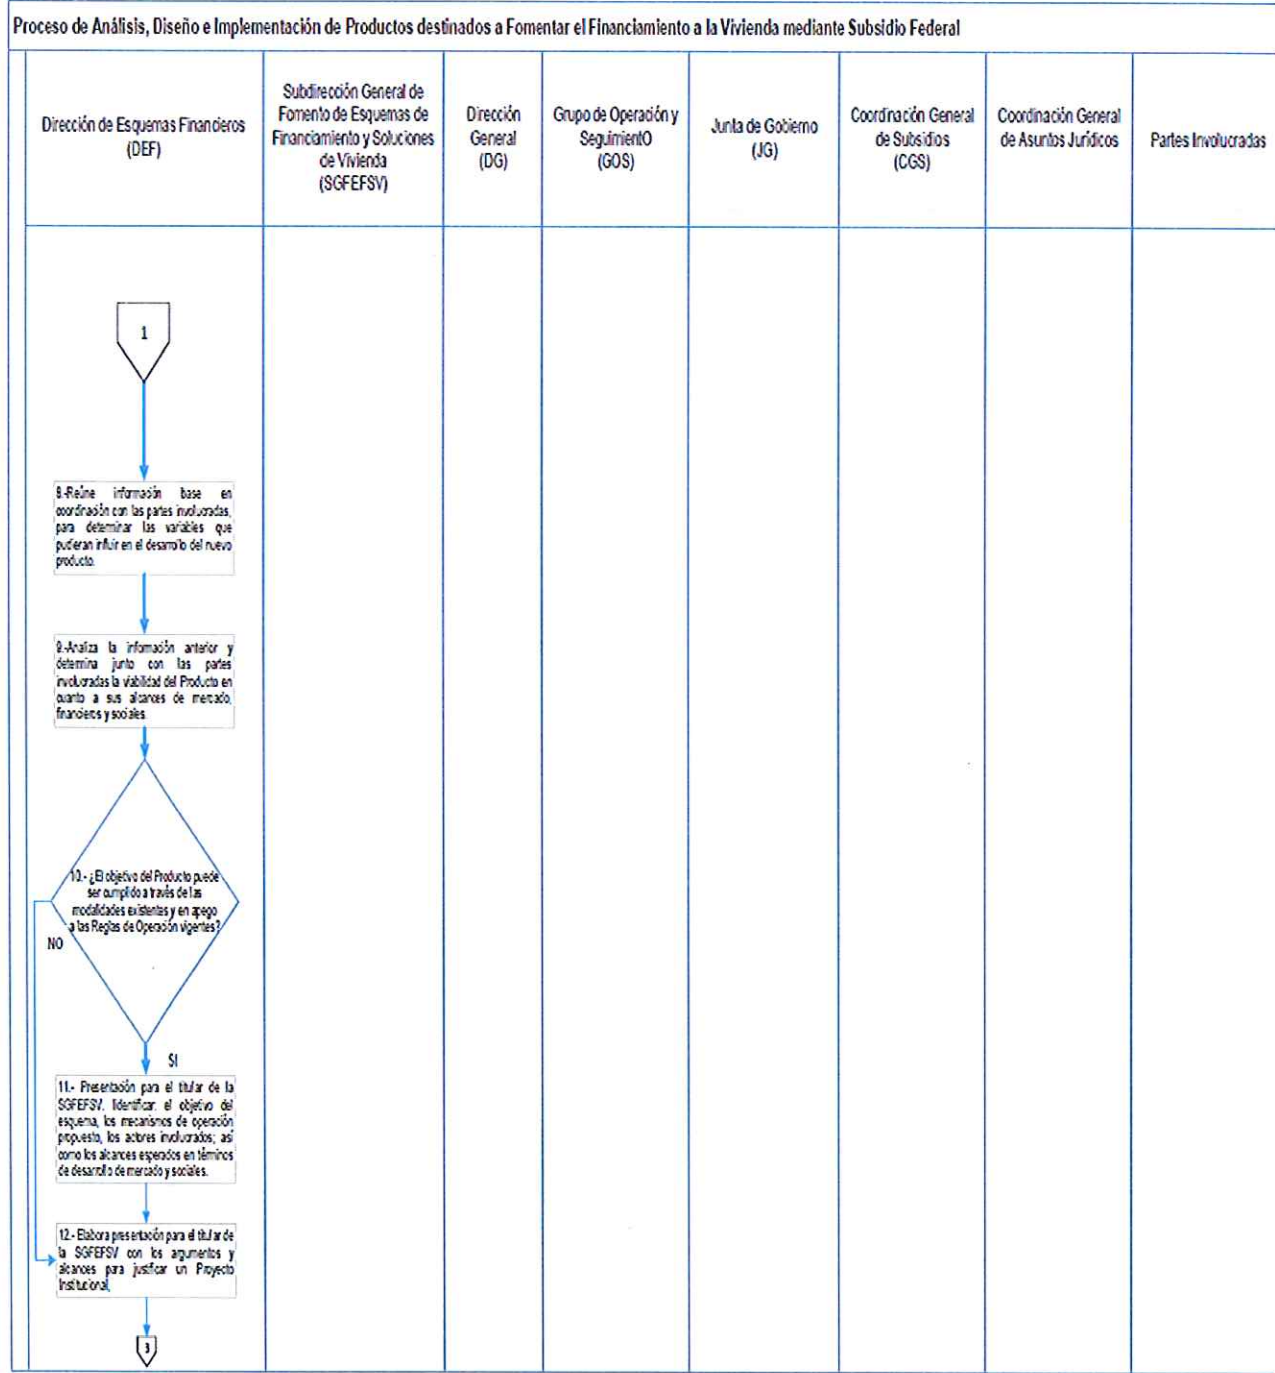 Proceso de Análisis, Diseño e Implementación de Productos destinados a Fomentar el Financiamiento a la Vivienda mediante Subsidio Federal
Dirección de Esquemas Financieros
(DEF)
Subdirección General de
Fomento de Esquemas de
Financiamiento y Soluciones
de Vivienda
(SGFEFSV)
Dirección
General
(DG)
Grupo de Operación y
SeguimientO
(GOS)
Junta de Gobierno
(JG)
Coordinación General
de Subsidios
(CGS)
Coordinación General
de Asuntos Jurídicos
Partes Involucradas
1
8.-Reúne información base en
coordinación con las partes involucradas,
para determinar las variables que
pudieran influir en el desarrollo del nuevo
producto.
9.-Analiza la información anterior y
determina junto con las partes
involucradas la viabilidad del Producto en
cuanto a sus alcances de mercado,
financieros y sociales.
10.- ¿El objetivo del Producto puede
ser cumplido a través de las
modalidades existentes y en apego
a las Reglas de Operación vigentes?
NO
SI
11.- Presentación para el titular de la
SGFEFSV. Identificar: el objetivo del
esquema, los mecanismos de operación
propuesto, los actores involucrados; así
como los alcances esperados en términos
de desarrollo de mercado y sociales.
12.- Elabora presentación para el titular de
la SGFEFSV con los argumentos y
alcances para justificar un Proyecto
Institucional,
3